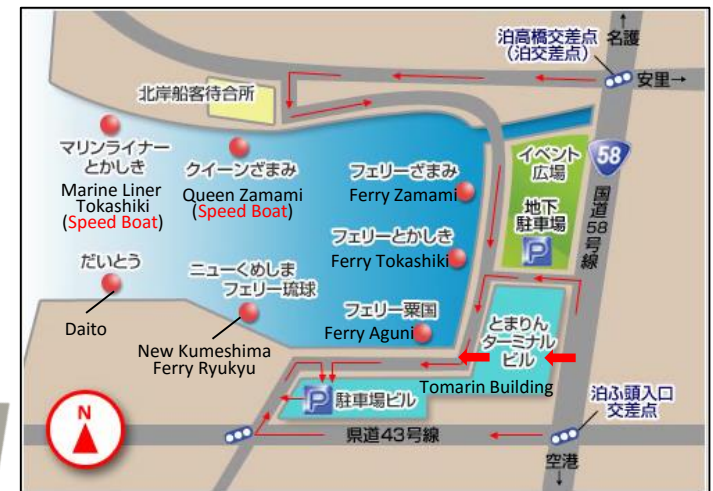 泊高橋交差点
（泊交差点）
名護
安里→
北岸船客待合所
マリンライナー
とかしき
Marine Liner
Tokashiki
(Speed Boat)
クイーンざまみ
Queen Zamami
(Speed Boat)
フェリーざまみ
Ferry Zamami
イベント
広場
地下
駐車場
P
58
国道58号線
フェリーとかしき
Ferry Tokashiki
だいとう
Daito
ニューくめしま
フェリー琉球
New Kumeshima
Ferry Ryukyu
フェリー粟国
Ferry Aguni
とまりん
ターミナル
ビル
Tomarin Building
P 駐車場ビル
泊ふ頭入口
交差点
N
県道43号線
空港